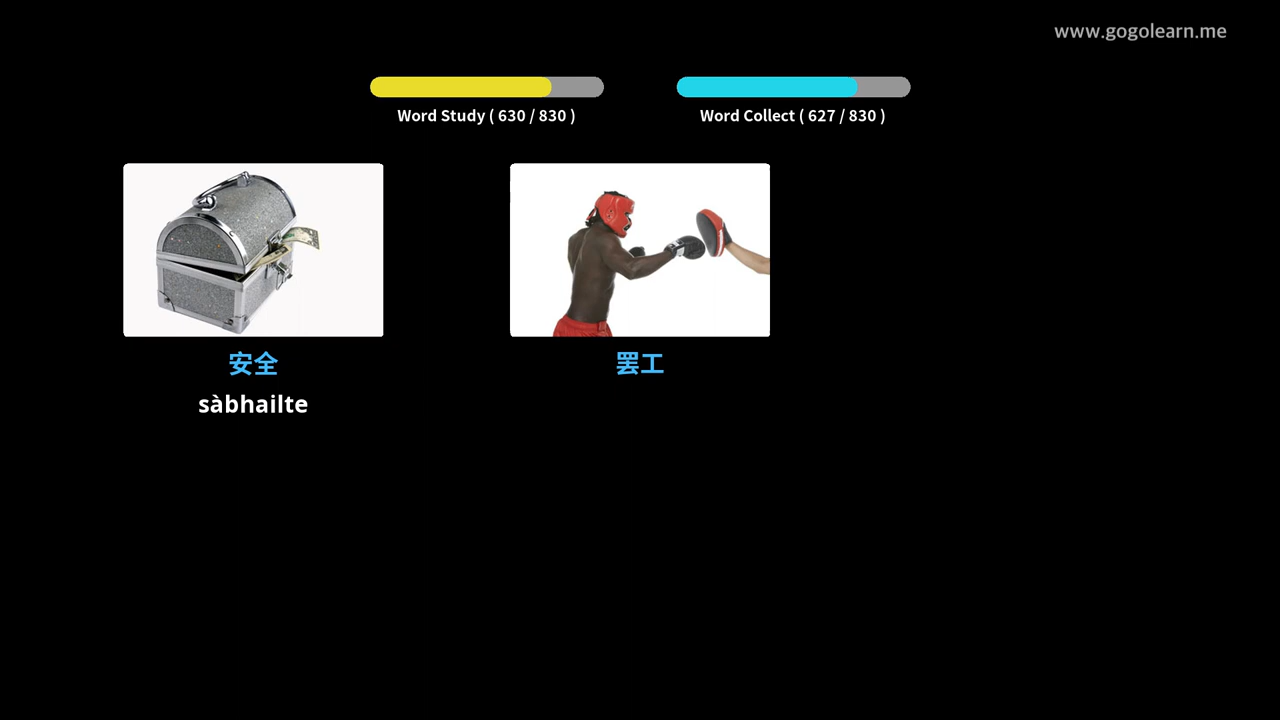 www.gogolearn.me
Word Study ( 630 / 830 )
Word Collect ( 627 / 830 )
安全
罢工
sàbhailte